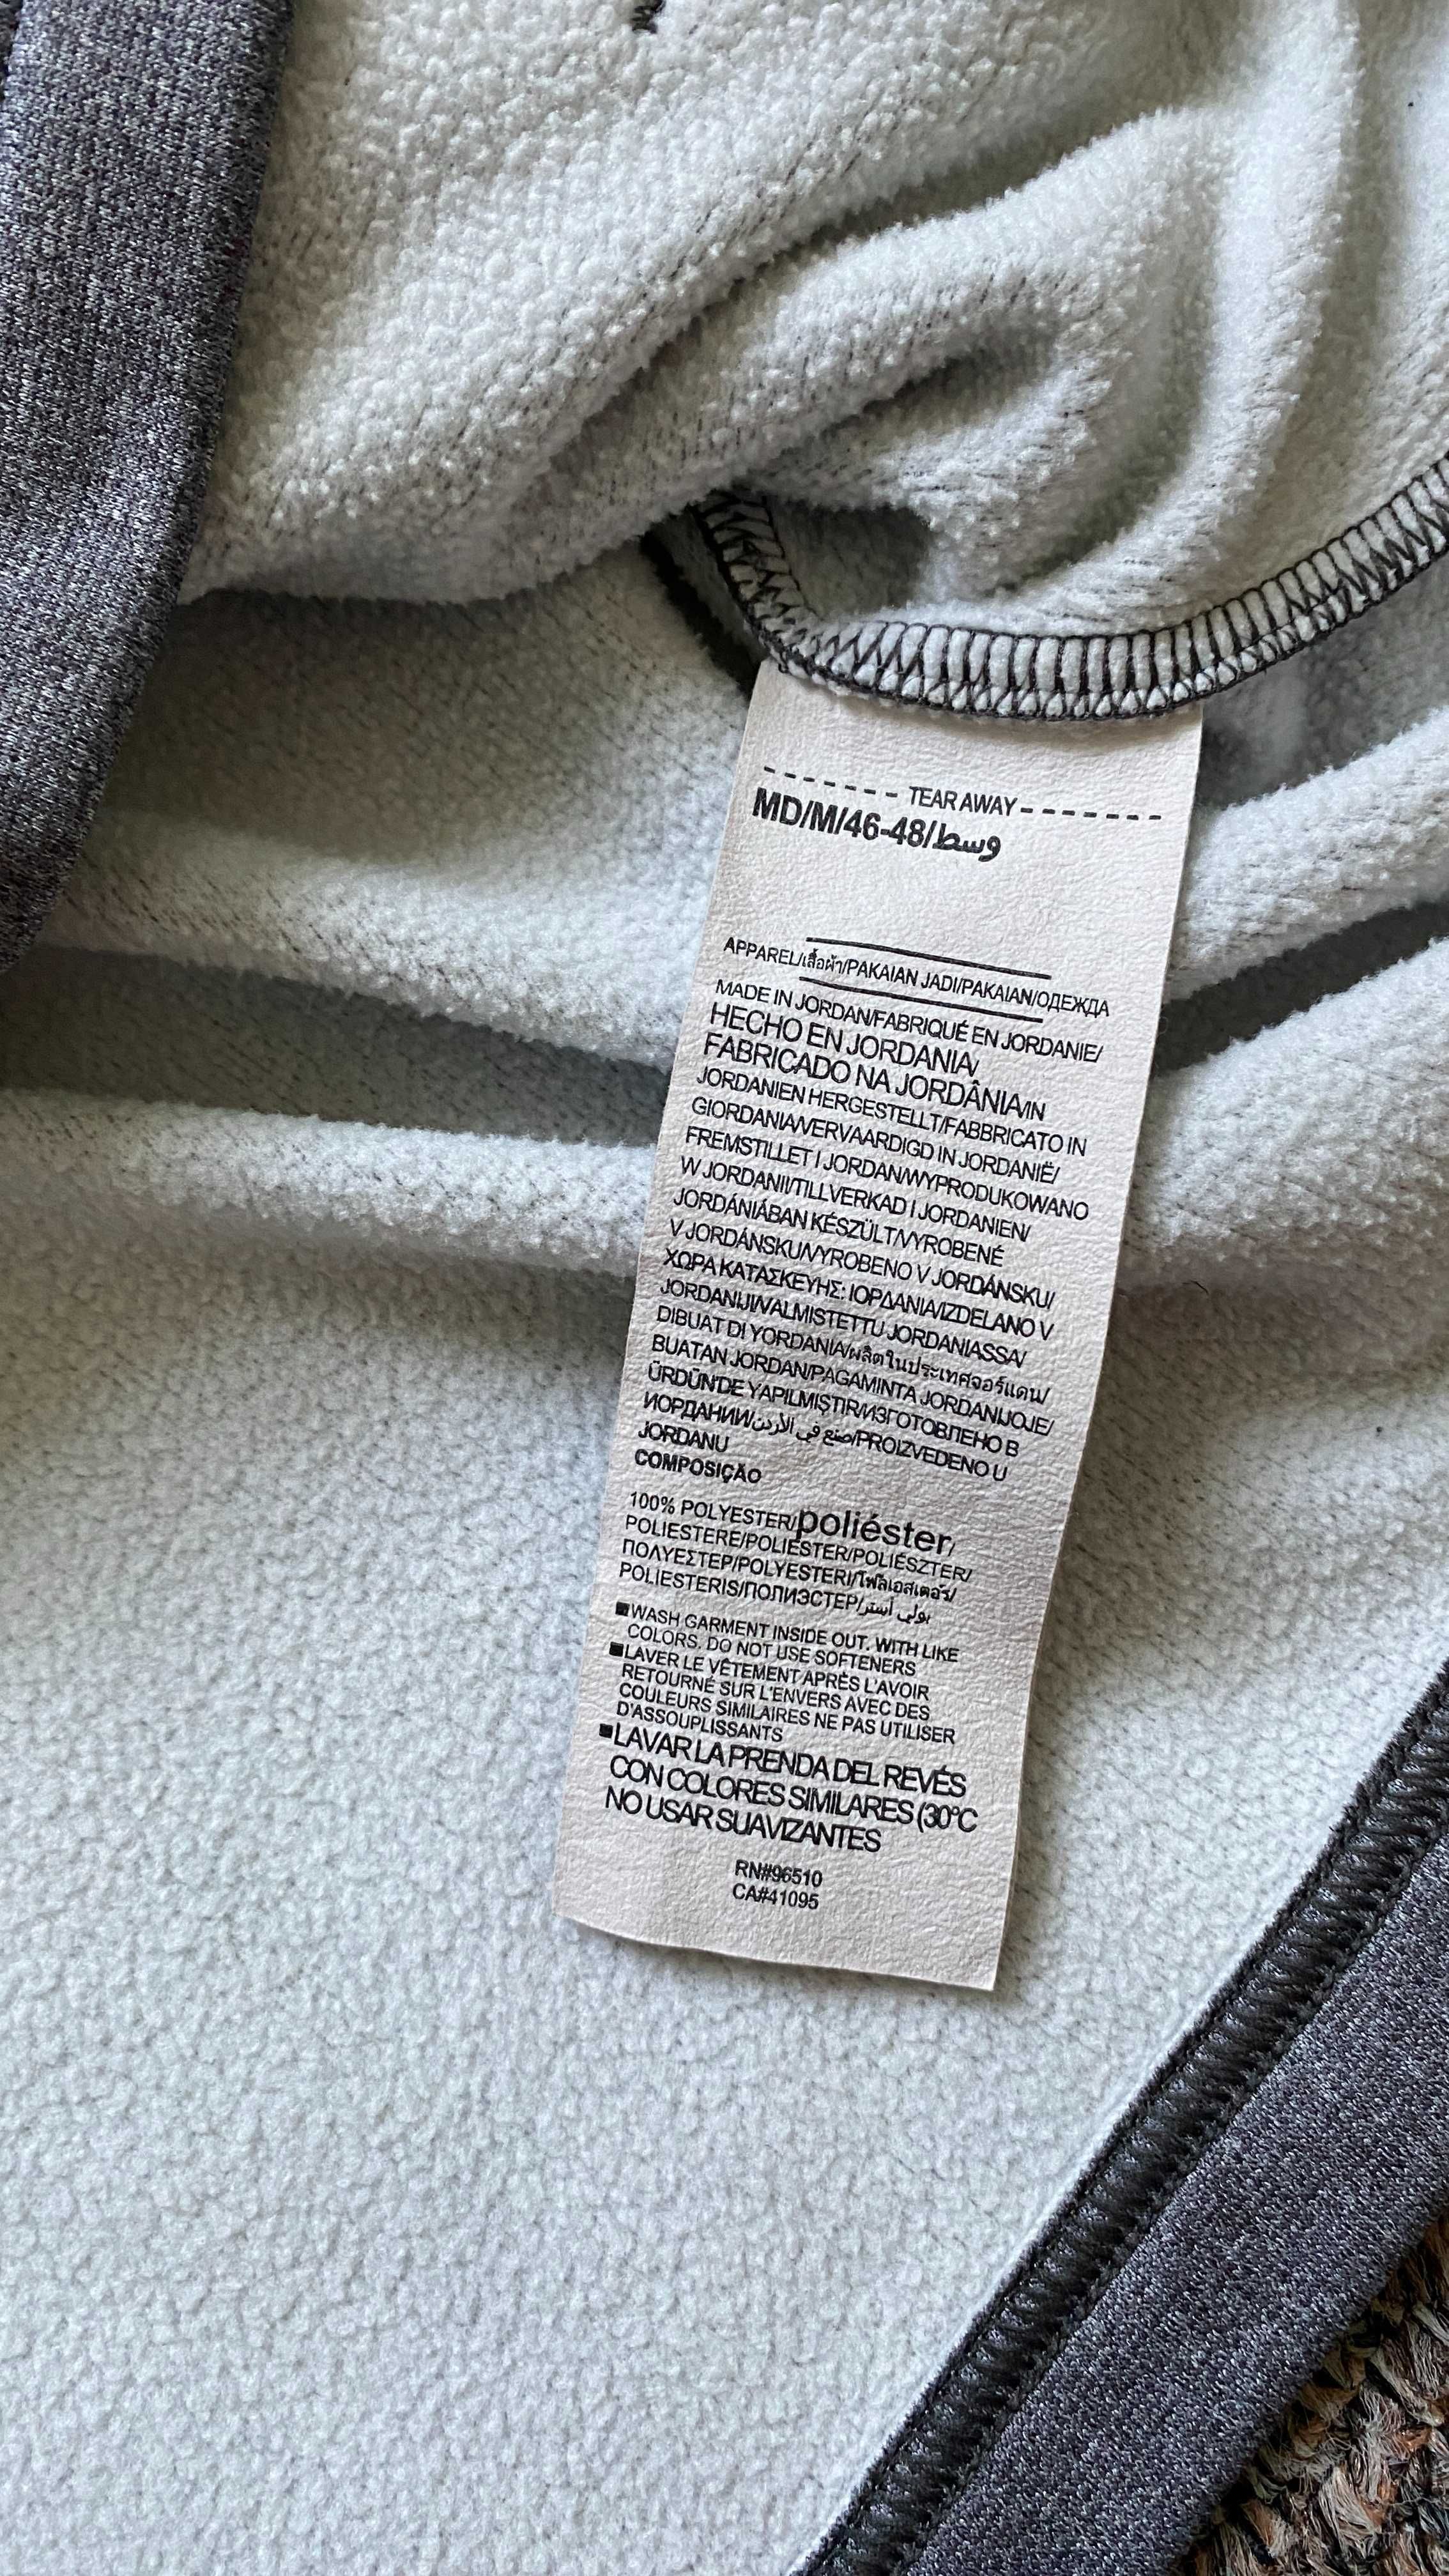 ------- TEAR AWAY -------
MD/M/46-48/وسط
APPAREL/เสื้อผ้า/PAKAIAN JADI/PAKAIAN/ОДЕЖДА
MADE IN JORDAN/FABRIQUÉ EN JORDANIE/
HECHO EN JORDANIA/
FABRICADO NA JORDÂNIA/IN
JORDANIEN HERGESTELLT/FABBRICATO IN
GIORDANIA/VERVAARDIGD IN JORDANIË/
FREMSTILLET I JORDAN/WYPRODUKOWANO
W JORDANII/TILLVERKAD I JORDANIEN/
JORDÁNIÁBAN KÉSZÜLT/VYROBENÉ
V JORDÁNSKU/VYROBENO V JORDÁNSKU/
ΧΩΡΑ ΚΑΤΑΣΚΕΥΗΣ: ΙΟΡΔΑΝΙΑ/IZDELANO V
JORDANIJI/VALMISTETTU JORDANIASSA/
DIBUAT DI YORDANIA/ผลิตในประเทศจอร์แดน/
BUATAN JORDAN/PAGAMINTA JORDANIJOJE/
ÜRDÜN'DE YAPILMIŞTIR/ИЗГОТОВЛЕНО В
ИОРДАНИИ/صنع في الأردن/PROIZVEDENO U
JORDANU
COMPOSIÇÃO
100% POLYESTER/poliéster/
POLIESTERE/POLIESTER/POLIÉSZTER/
ΠΟΛΥΕΣΤΕΡ/POLYESTERI/โพลีเอสเตอร์/
POLIESTERIS/ПОЛИЭСТЕР/بولي أستر
■WASH GARMENT INSIDE OUT. WITH LIKE
COLORS. DO NOT USE SOFTENERS
■LAVER LE VÊTEMENT APRÈS L'AVOIR
RETOURNÉ SUR L'ENVERS AVEC DES
COULEURS SIMILAIRES NE PAS UTILISER
D'ASSOUPLISSANTS
■LAVAR LA PRENDA DEL REVÉS
CON COLORES SIMILARES (30°C
NO USAR SUAVIZANTES
RN#96510
CA#41095